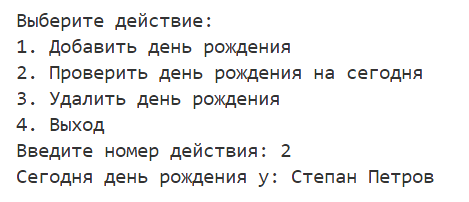 Выберите действие:
1. Добавить день рождения
2. Проверить день рождения на сегодня
3. Удалить день рождения
4. Выход
Введите номер действия: 2
Сегодня день рождения у: Степан Петров